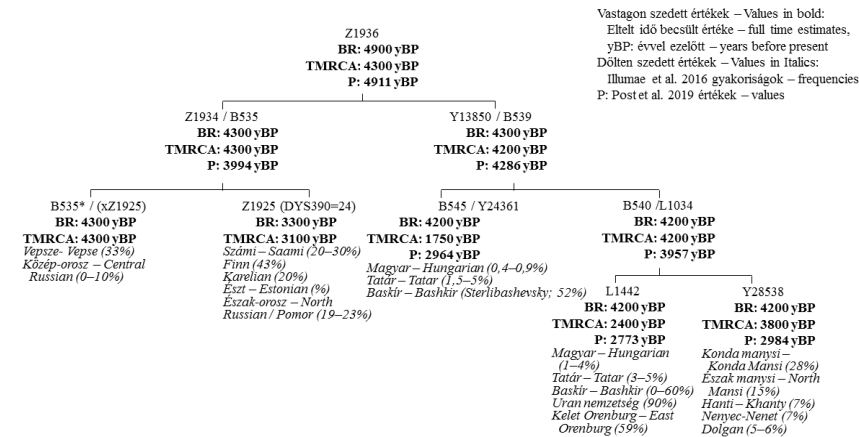 Vastagon szedett értékek – Values in bold:
Eltelt idő becsült értéke – full time estimates,
yBP: évvel ezelőtt – years before present
Dőlten szedett értékek – Values in Italics:
Illumae et al. 2016 gyakoriságok – frequencies
P: Post et al. 2019 értékek – values
Z1936
BR: 4900 yBP
TMRCA: 4300 yBP
P: 4911 yBP
Z1934 / B535
BR: 4300 yBP
TMRCA: 4300 yBP
P: 3994 yBP
Y13850 / B539
BR: 4300 yBP
TMRCA: 4200 yBP
P: 4286 yBP
B535* / (xZ1925)
BR: 4300 yBP
TMRCA: 4300 yBP
Vepsze- Vepse (33%)
Közép-orosz – Central
Russian (0–10%)
Z1925 (DYS390=24)
BR: 3300 yBP
TMRCA: 3100 yBP
Számi – Saami (20–30%)
Finn (43%)
Karelian (20%)
Észt – Estonian (%)
Észak-orosz – North
Russian / Pomor (19–23%)
B545 / Y24361
BR: 4200 yBP
TMRCA: 1750 yBP
P: 2964 yBP
Magyar – Hungarian (0,4–0,9%)
Tatár – Tatar (1,5–5%)
Baskír – Bashkir (Sterlibashevsky; 52%)
B540 /L1034
BR: 4200 yBP
TMRCA: 4200 yBP
P: 3957 yBP
L1442
BR: 4200 yBP
TMRCA: 2400 yBP
P: 2773 yBP
Magyar – Hungarian
(1–4%)
Tatár – Tatar (3–5%)
Baskír – Bashkir (0–60%)
Uran nemzetség (90%)
Kelet Orenburg – East
Orenburg (59%)
Y28538
BR: 4200 yBP
TMRCA: 3800 yBP
P: 2984 yBP
Konda manysi –
Konda Mansi (28%)
Észak manysi – North
Mansi (15%)
Hanti – Khanty (7%)
Nenyec-Nenet (7%)
Dolgan (5–6%)